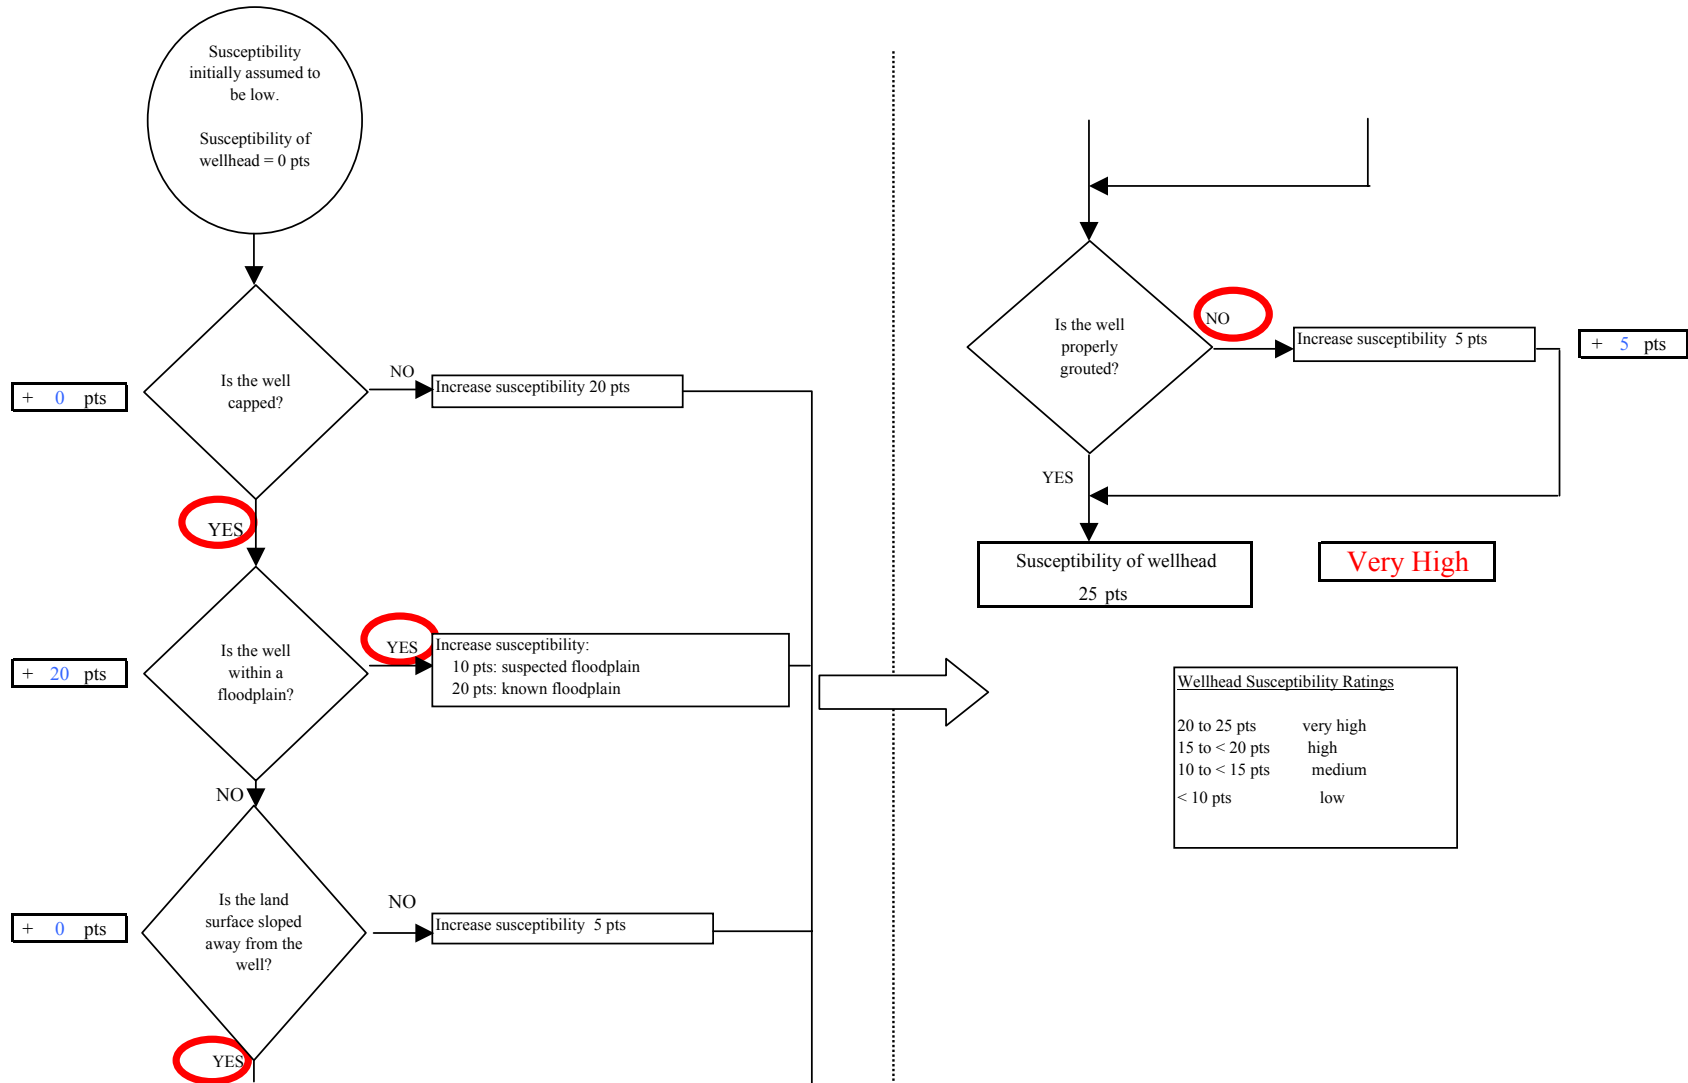 Susceptibility
initially assumed to
be low.
Susceptibility of
wellhead = 0 pts
Is the well
capped?
NO
Increase susceptibility 20 pts
+ 0 pts
YES
Is the well
within a
floodplain?
YES
Increase susceptibility:
10 pts: suspected floodplain
20 pts: known floodplain
+ 20 pts
NO
Is the land
surface sloped
away from the
well?
NO
Increase susceptibility 5 pts
+ 0 pts
YES
Is the well
properly
grouted?
NO
Increase susceptibility 5 pts
+ 5 pts
YES
Susceptibility of wellhead
25 pts
Very High
Wellhead Susceptibility Ratings
20 to 25 pts very high
15 to < 20 pts high
10 to < 15 pts medium
< 10 pts low